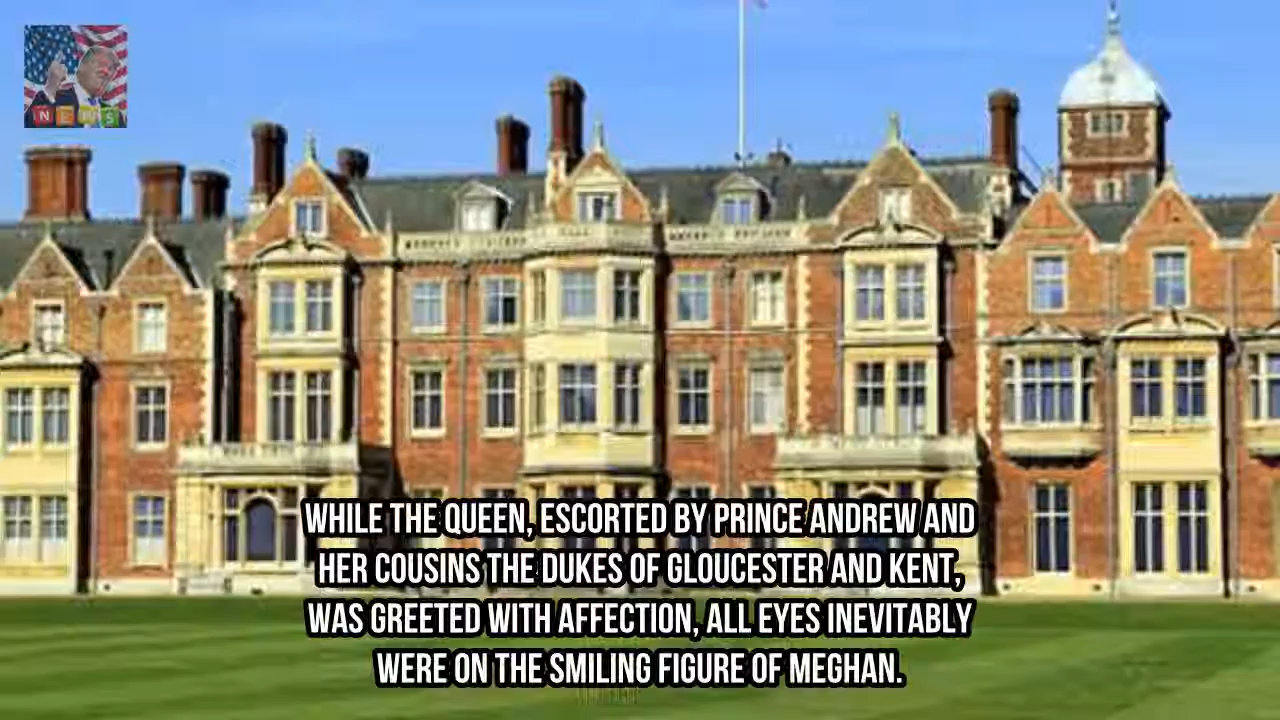 NEWS
WHILE THE QUEEN, ESCORTED BY PRINCE ANDREW AND
HER COUSINS THE DUKES OF GLOUCESTER AND KENT,
WAS GREETED WITH AFFECTION, ALL EYES INEVITABLY
WERE ON THE SMILING FIGURE OF MEGHAN.